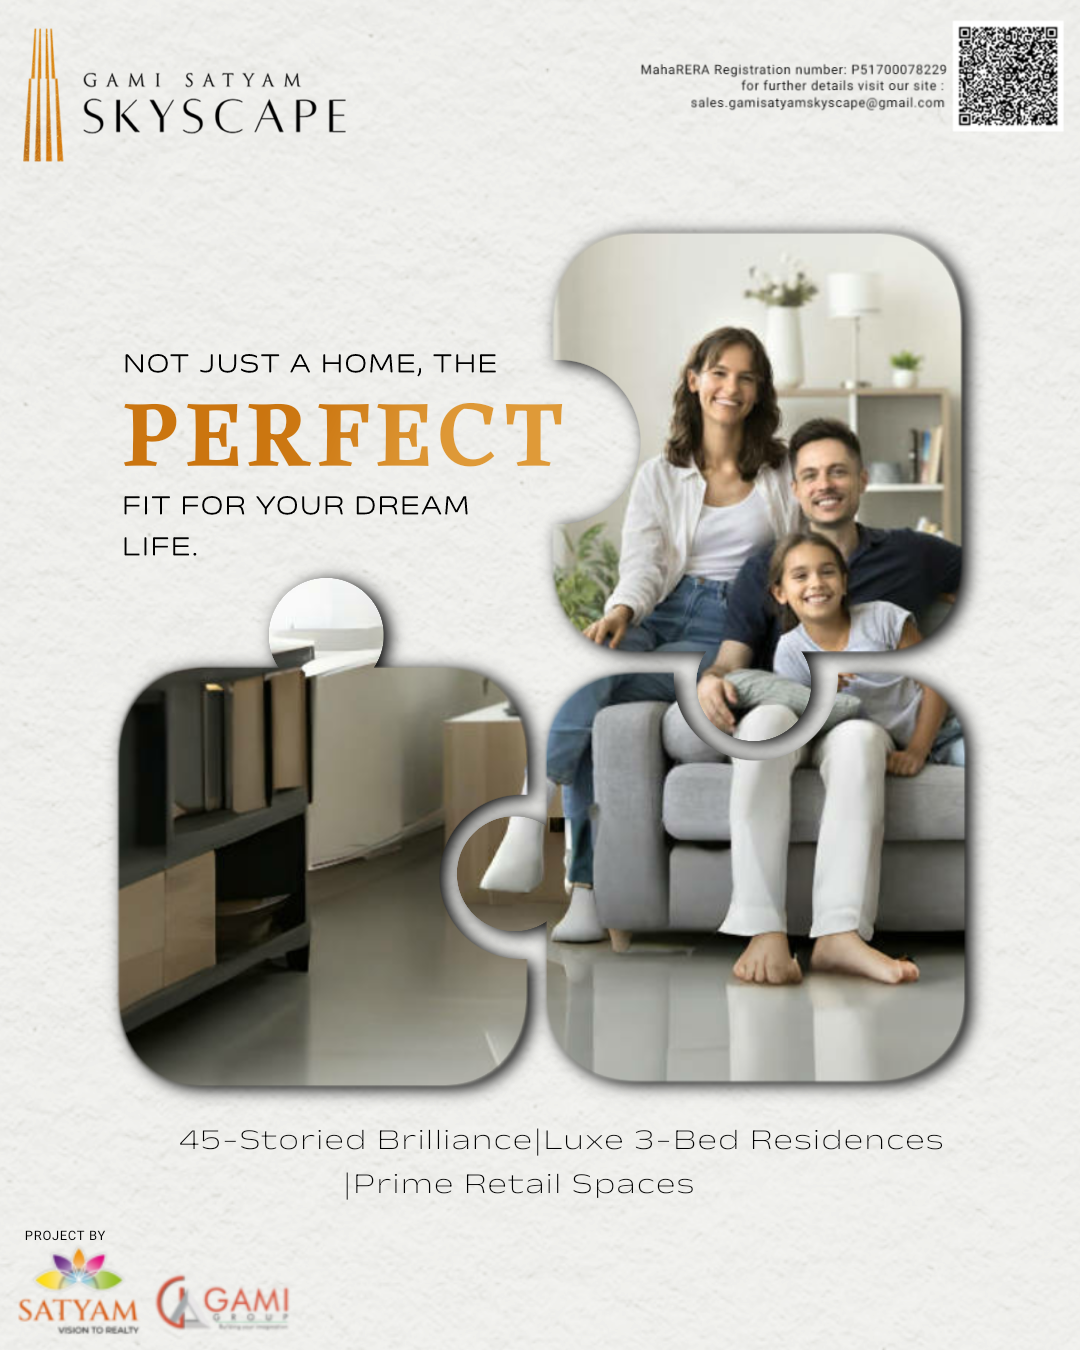 GAMI SATYAM
SKYSCAPE
MahaRERA Registration number: P51700078229
for further details visit our site :
sales.gamisatyamskyscape@gmail.com
NOT JUST A HOME, THE
PERFECT
FIT FOR YOUR DREAM
LIFE.
45-Storied Brilliance|Luxe 3-Bed Residences
|Prime Retail Spaces
PROJECT BY
SATYAM
VISION TO REALTY
GAMI
GROUP